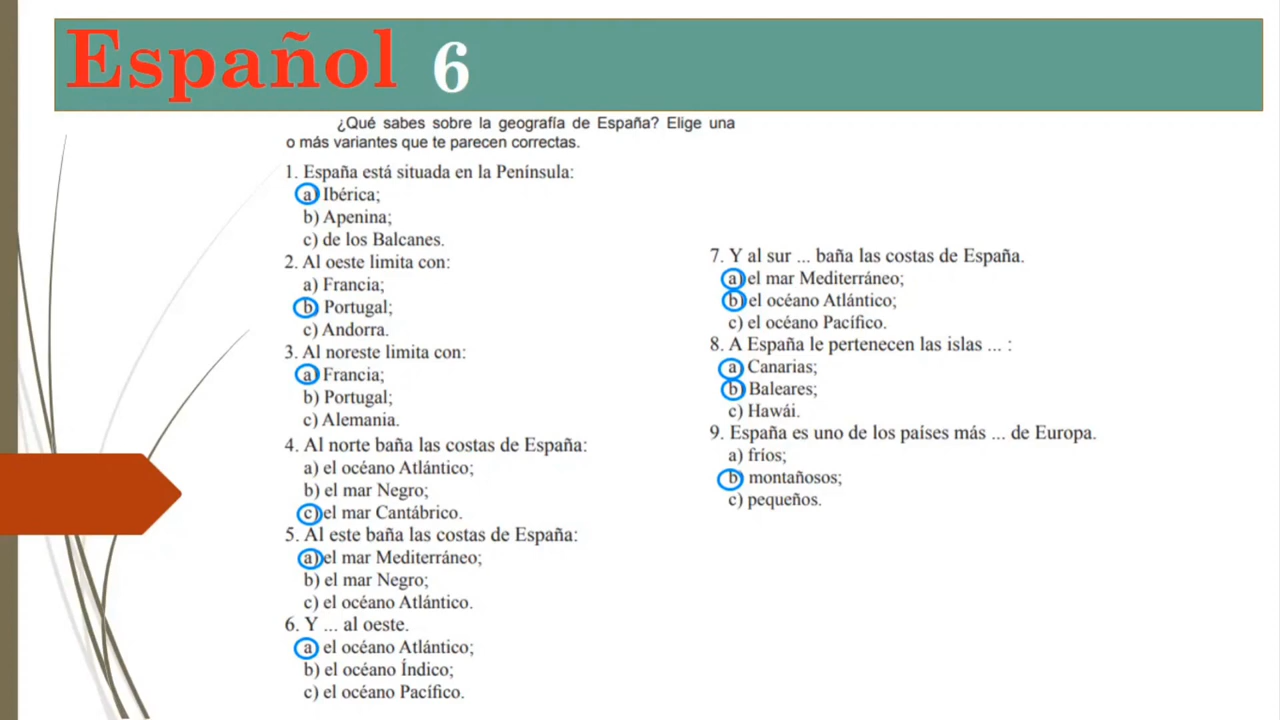 Español 6
¿Qué sabes sobre la geografía de España? Elige una
o más variantes que te parecen correctas.
1. España está situada en la Península:
a) Ibérica;
b) Apenina;
c) de los Balcanes.
2. Al oeste limita con:
a) Francia;
b) Portugal;
c) Andorra.
3. Al noreste limita con:
a) Francia;
b) Portugal;
c) Alemania.
4. Al norte baña las costas de España:
a) el océano Atlántico;
b) el mar Negro;
c) el mar Cantábrico.
5. Al este baña las costas de España:
a) el mar Mediterráneo;
b) el mar Negro;
c) el océano Atlántico.
6. Y ... al oeste.
a) el océano Atlántico;
b) el océano Índico;
c) el océano Pacífico.
7. Y al sur ... baña las costas de España.
a) el mar Mediterráneo;
b) el océano Atlántico;
c) el océano Pacífico.
8. A España le pertenecen las islas ... :
a) Canarias;
b) Baleares;
c) Hawái.
9. España es uno de los países más ... de Europa.
a) fríos;
b) montañosos;
c) pequeños.